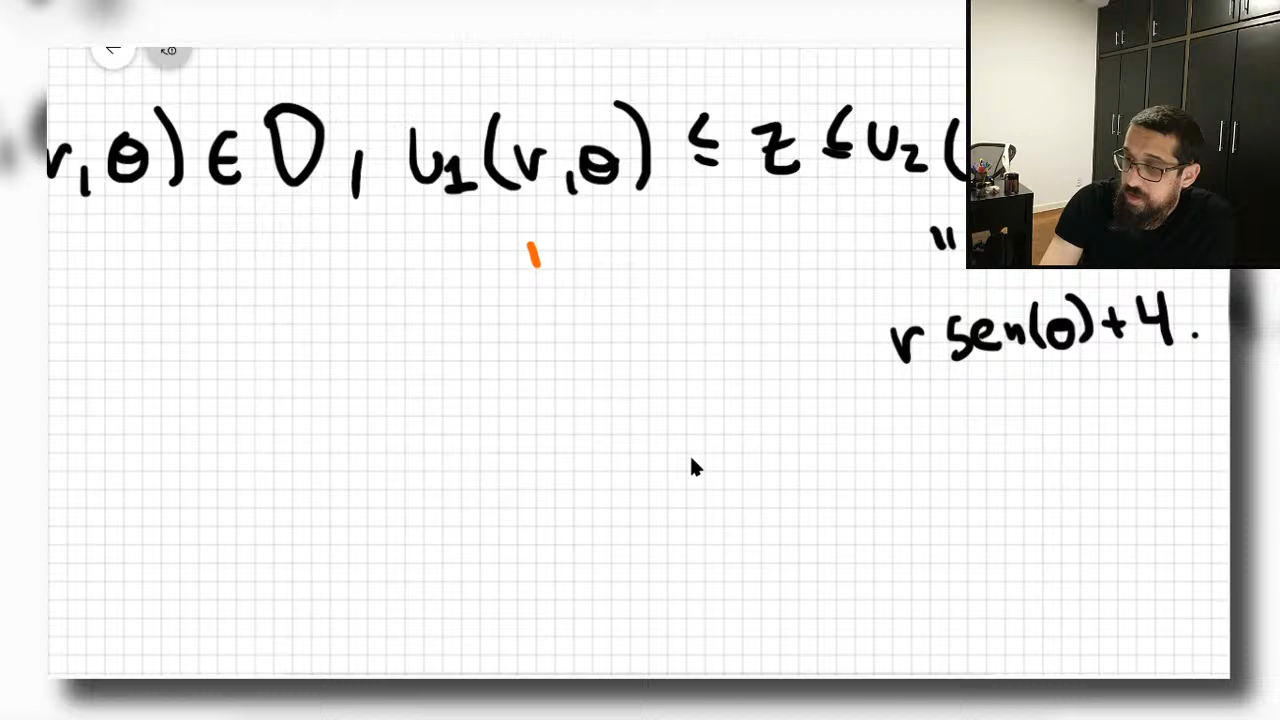 r,θ) ∈ D, u1(r,θ) ≤ z ≤ u2(
"
r sen(θ)+4.